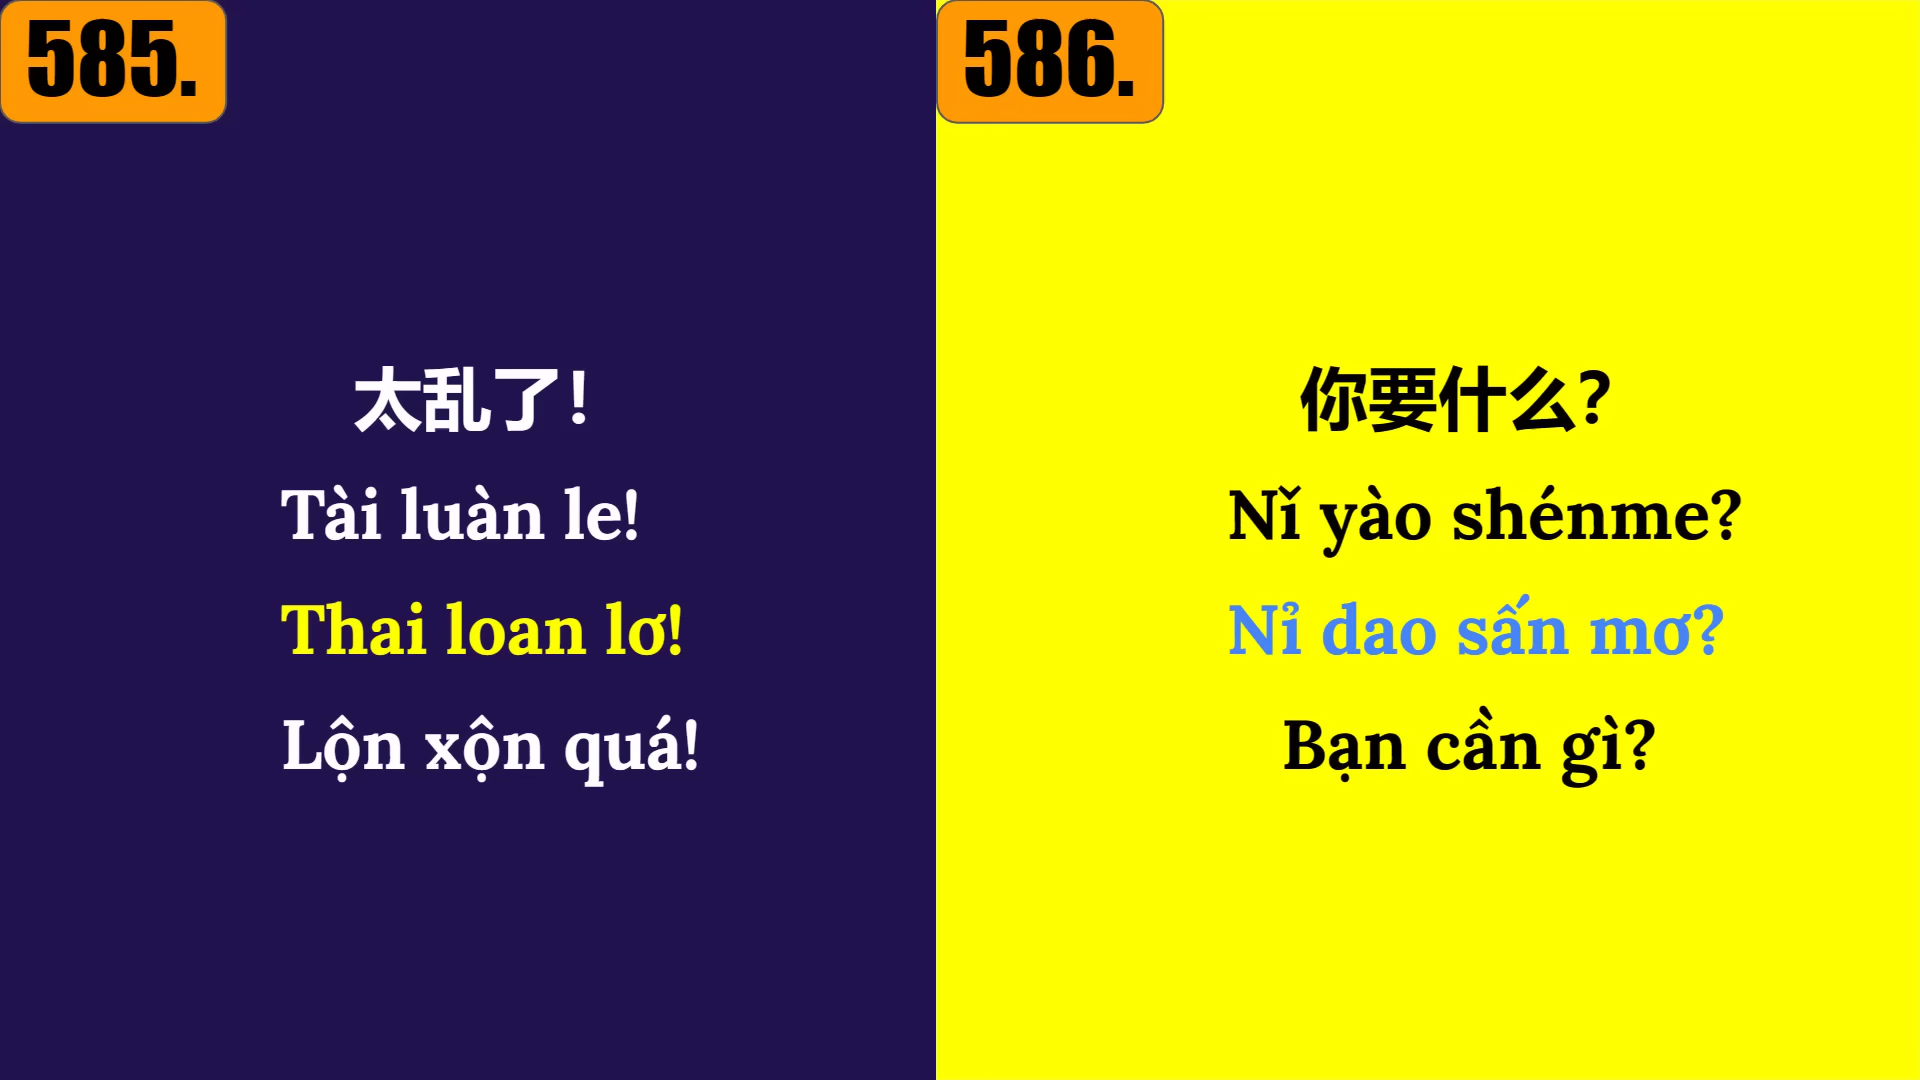 585.
太乱了！
Tài luàn le!
Thai loan lơ!
Lộn xộn quá!
586.
你要什么？
Nǐ yào shénme?
Nỉ dao sấn mơ?
Bạn cần gì?